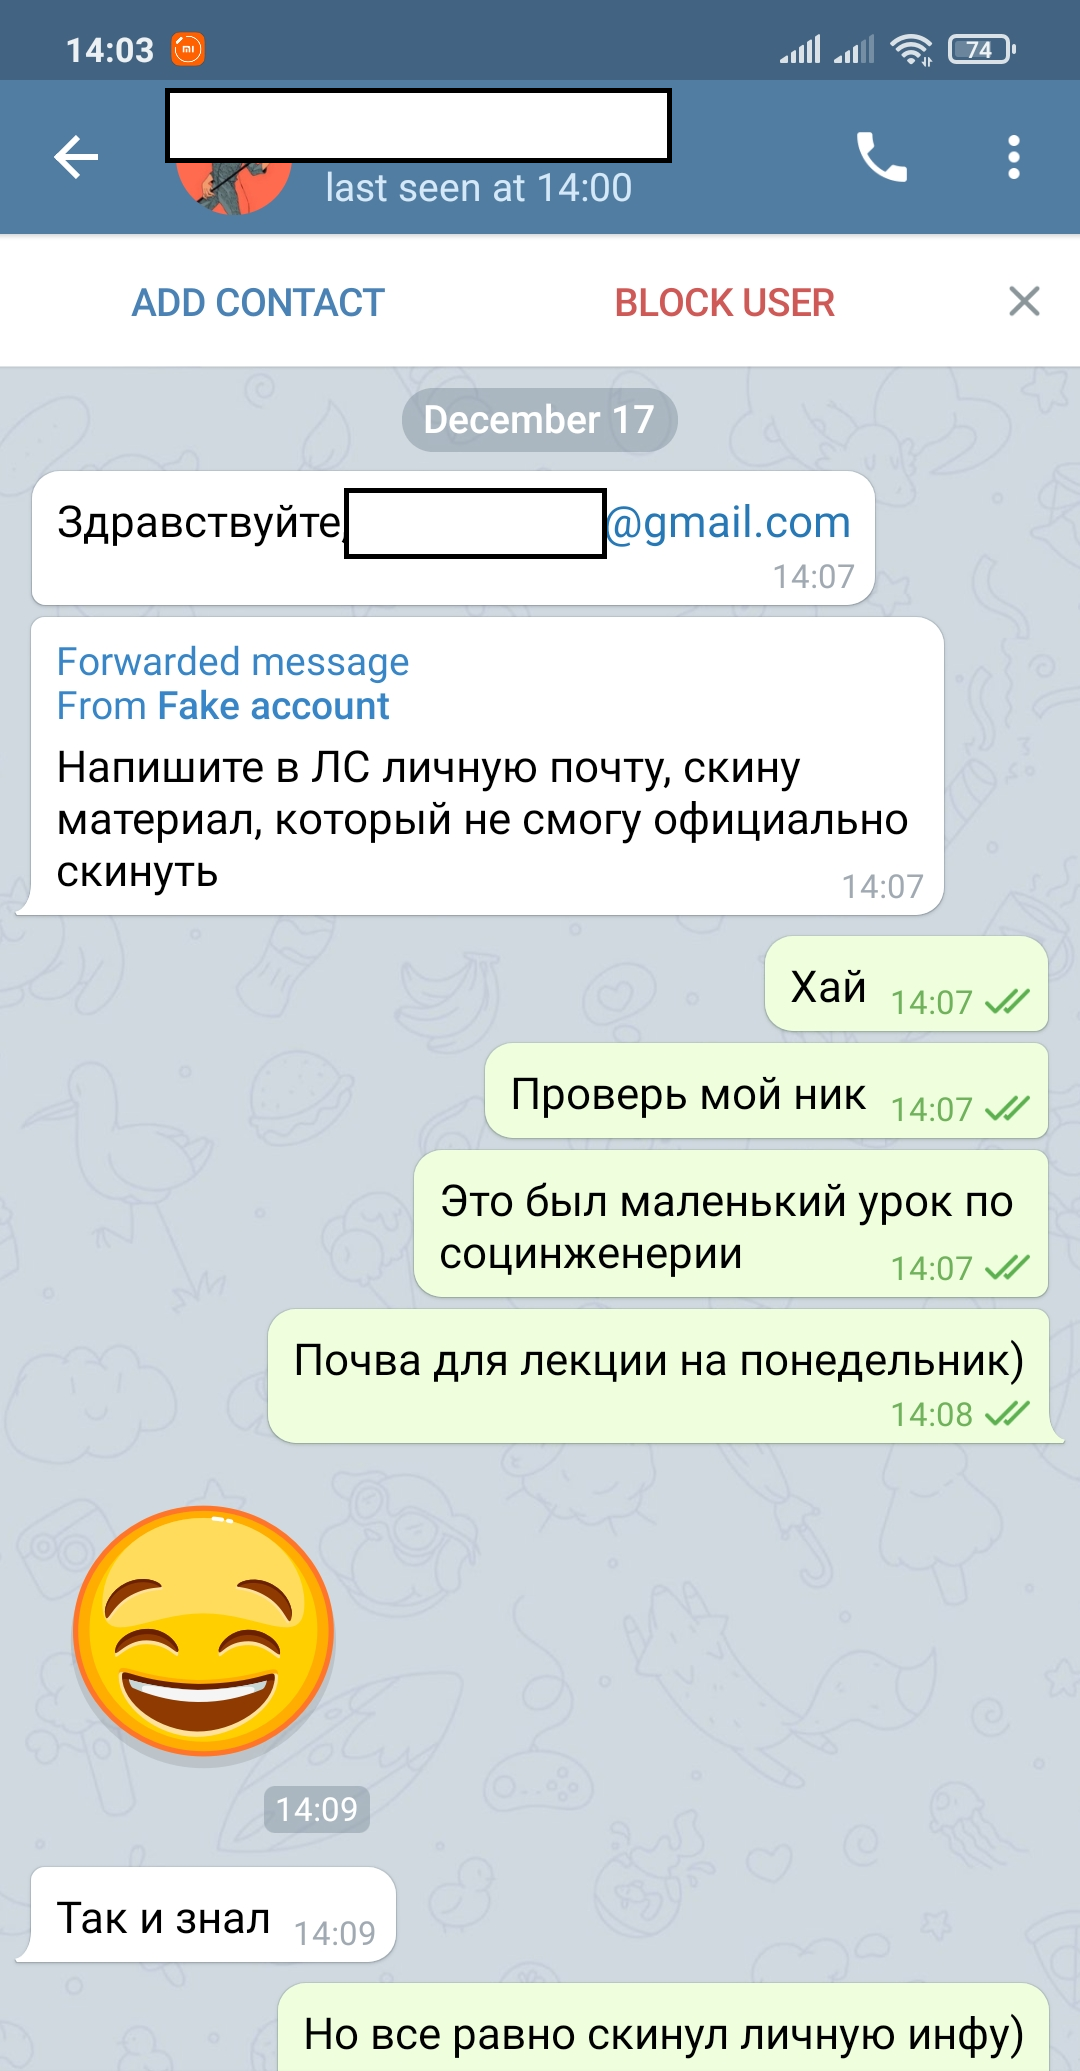 14:03
74
last seen at 14:00
ADD CONTACT
BLOCK USER
December 17
Здравствуйте,
@gmail.com
14:07
Forwarded message
From Fake account
Напишите в ЛС личную почту, скину
материал, который не смогу официально
скинуть
14:07
Хай
14:07
Проверь мой ник
14:07
Это был маленький урок по
социнженерии
14:07
Почва для лекции на понедельник)
14:08
14:09
Так и знал
14:09
Но все равно скинул личную инфу)